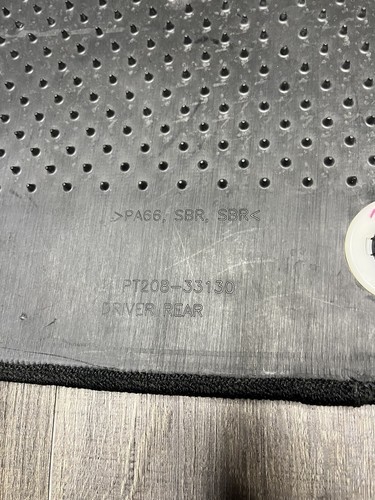 >PA66, SBR, SBR<
PT208-33130
DRIVER REAR